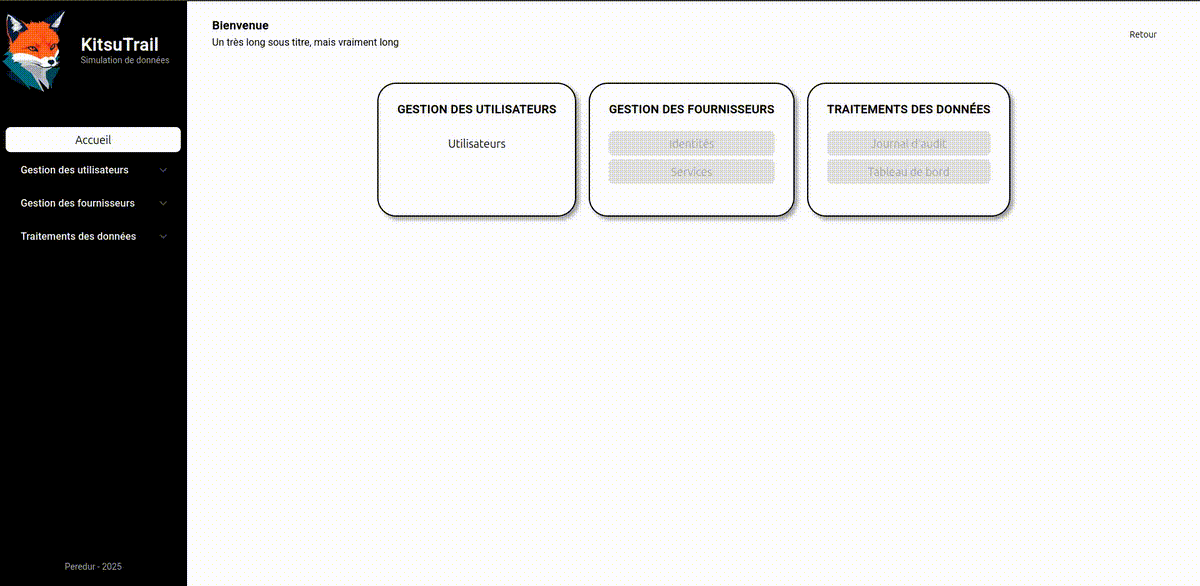 KitsuTrail
Simulation de données
Accueil
Gestion des utilisateurs
Gestion des fournisseurs
Traitements des données
Peredur - 2025
Bienvenue
Un très long sous titre, mais vraiment long
Retour
GESTION DES UTILISATEURS
Utilisateurs
GESTION DES FOURNISSEURS
Identités
Services
TRAITEMENTS DES DONNÉES
Journal d'audit
Tableau de bord